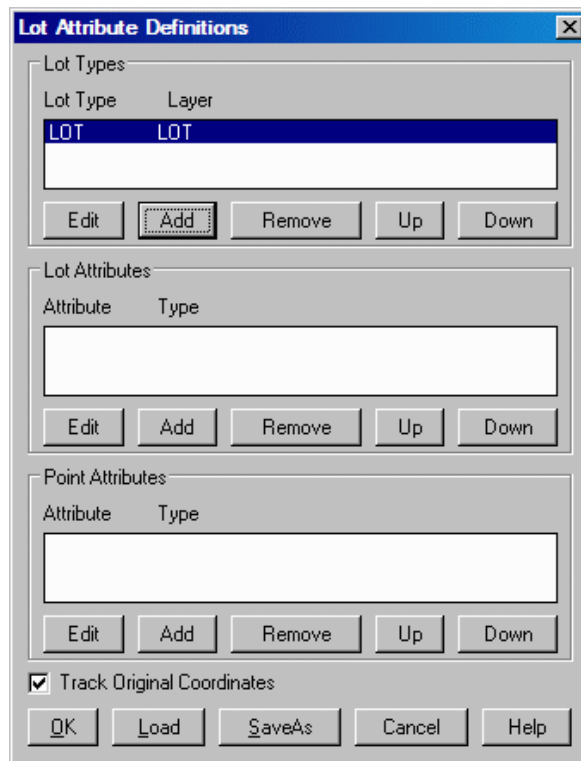 Lot Attribute Definitions
Lot Types
Lot Type Layer
LOT LOT
Edit Add Remove Up Down
Lot Attributes
Attribute Type
Edit Add Remove Up Down
Point Attributes
Attribute Type
Edit Add Remove Up Down
Track Original Coordinates
OK Load SaveAs Cancel Help